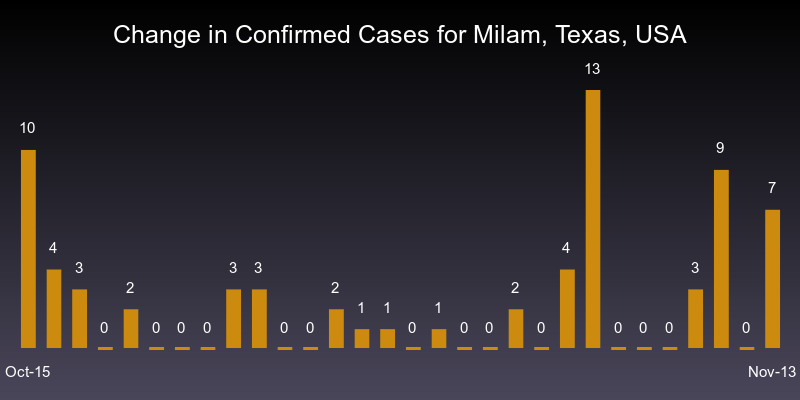 Change in Confirmed Cases for Milam, Texas, USA
13
10
9
7
4 4
3 3 3 3
2 2 2
1 1 1
0 0 0 0 0 0 0 0 0 0 0 0 0 0 0
Oct-15 Nov-13